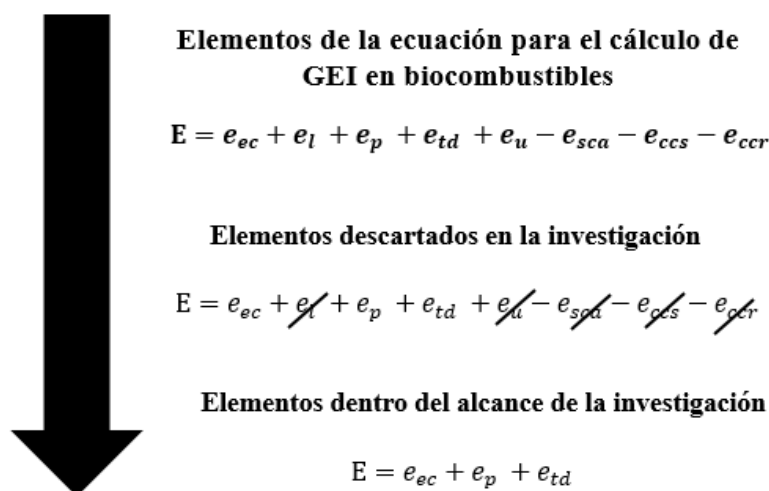 Elementos de la ecuación para el cálculo de
GEI en biocombustibles
E = e_ec + e_l + e_p + e_td + e_u − e_sca − e_ccs − e_ccr
Elementos descartados en la investigación
E = e_ec + e_l + e_p + e_td + e_u − e_sca − e_ccs − e_ccr
Elementos dentro del alcance de la investigación
E = e_ec + e_p + e_td